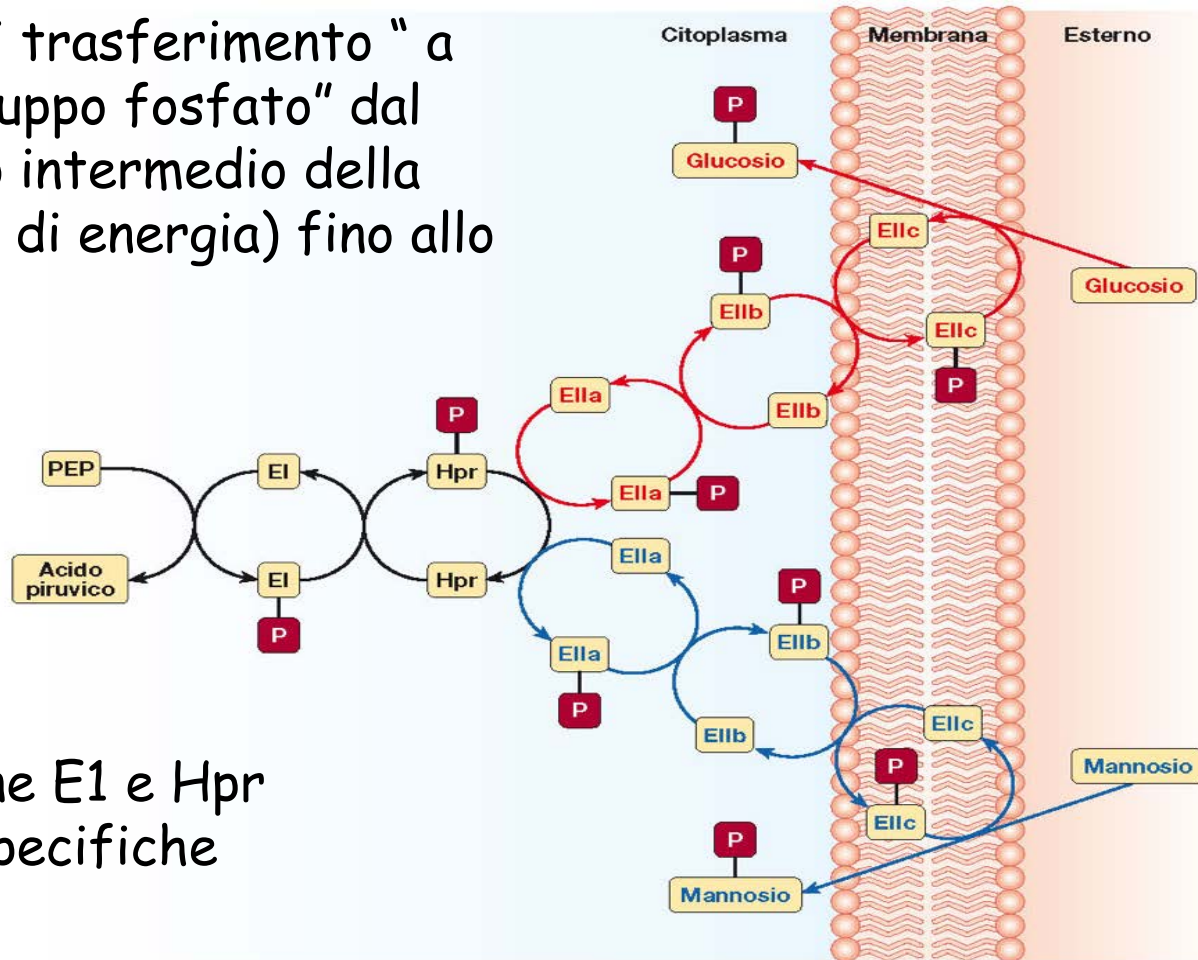 i trasferimento “ a
uppo fosfato” dal
o intermedio della
di energia) fino allo
ne E1 e Hpr
pecifiche
Citoplasma
Membrana
Esterno
P
Glucosio
EIIc
Glucosio
P
EIIb
EIIc
P
EIIa
EIIb
P
PEP
EI
Hpr
EIIa
P
Acido
piruvico
EI
Hpr
EIIa
P
P
EIIb
EIIa
P
EIIb
EIIc
P
EIIc
Mannosio
P
Mannosio